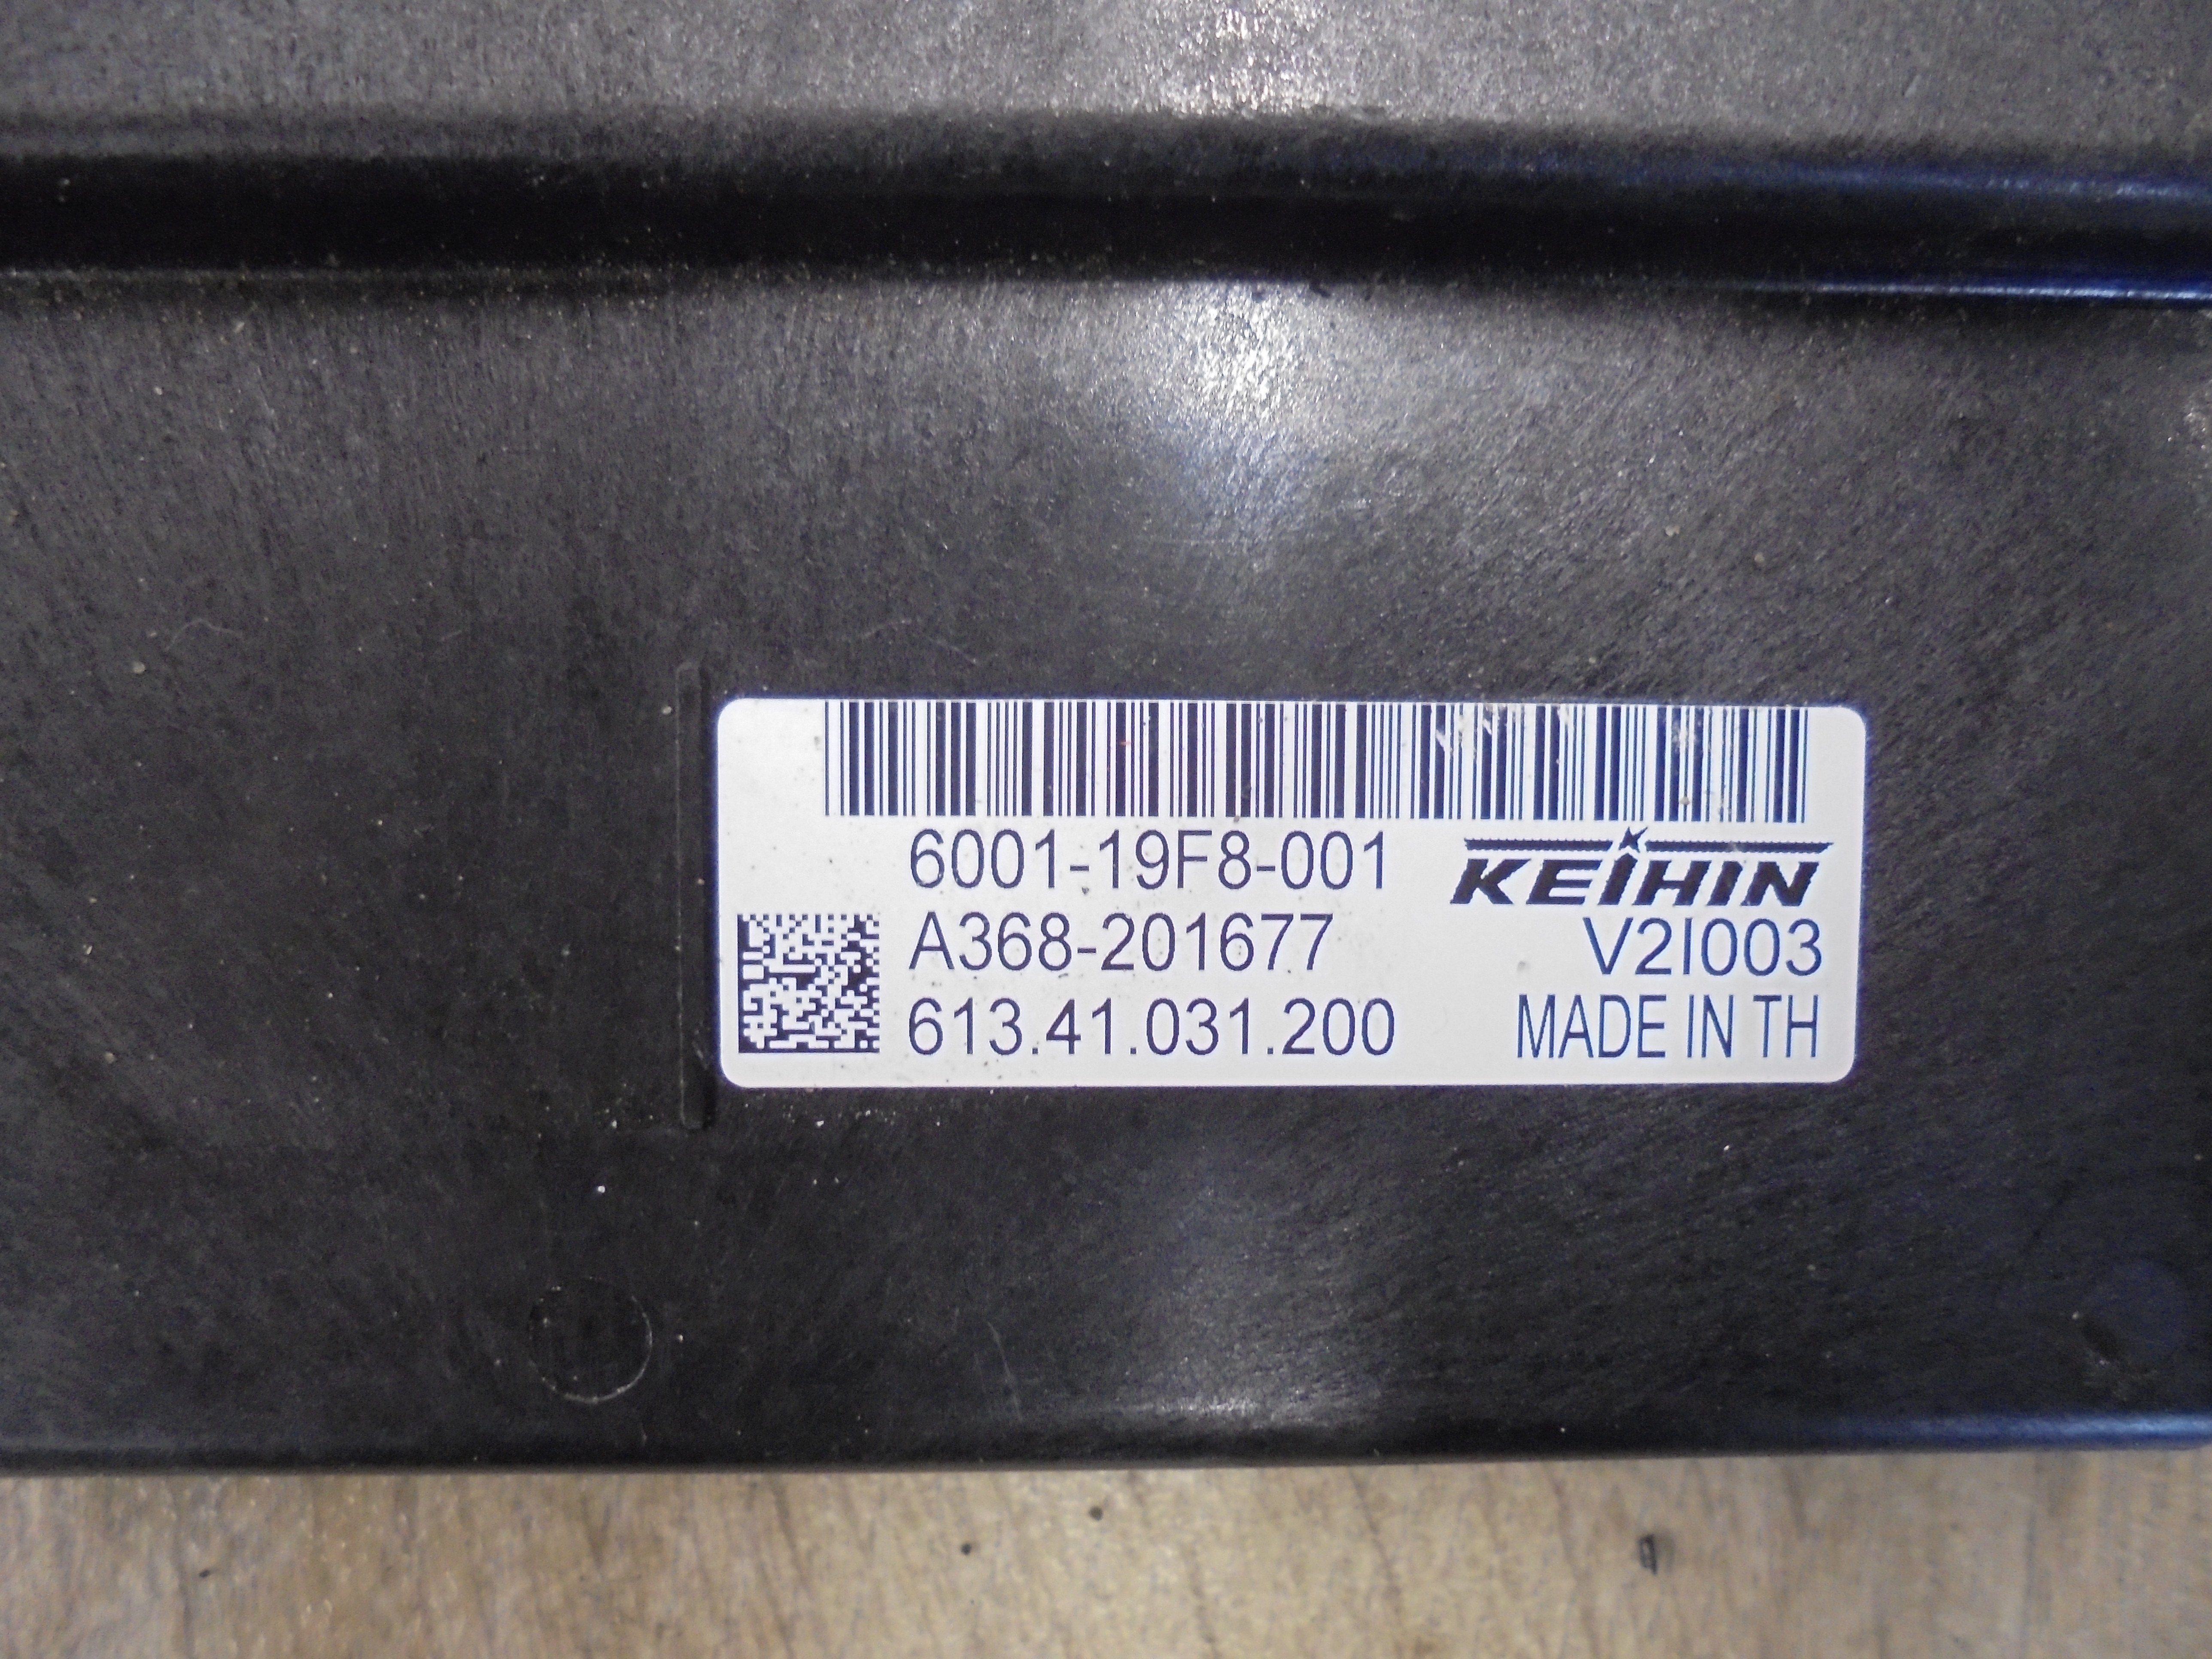 6001-19F8-001
KEIHIN
A368-201677
V2I003
613.41.031.200
MADE IN TH